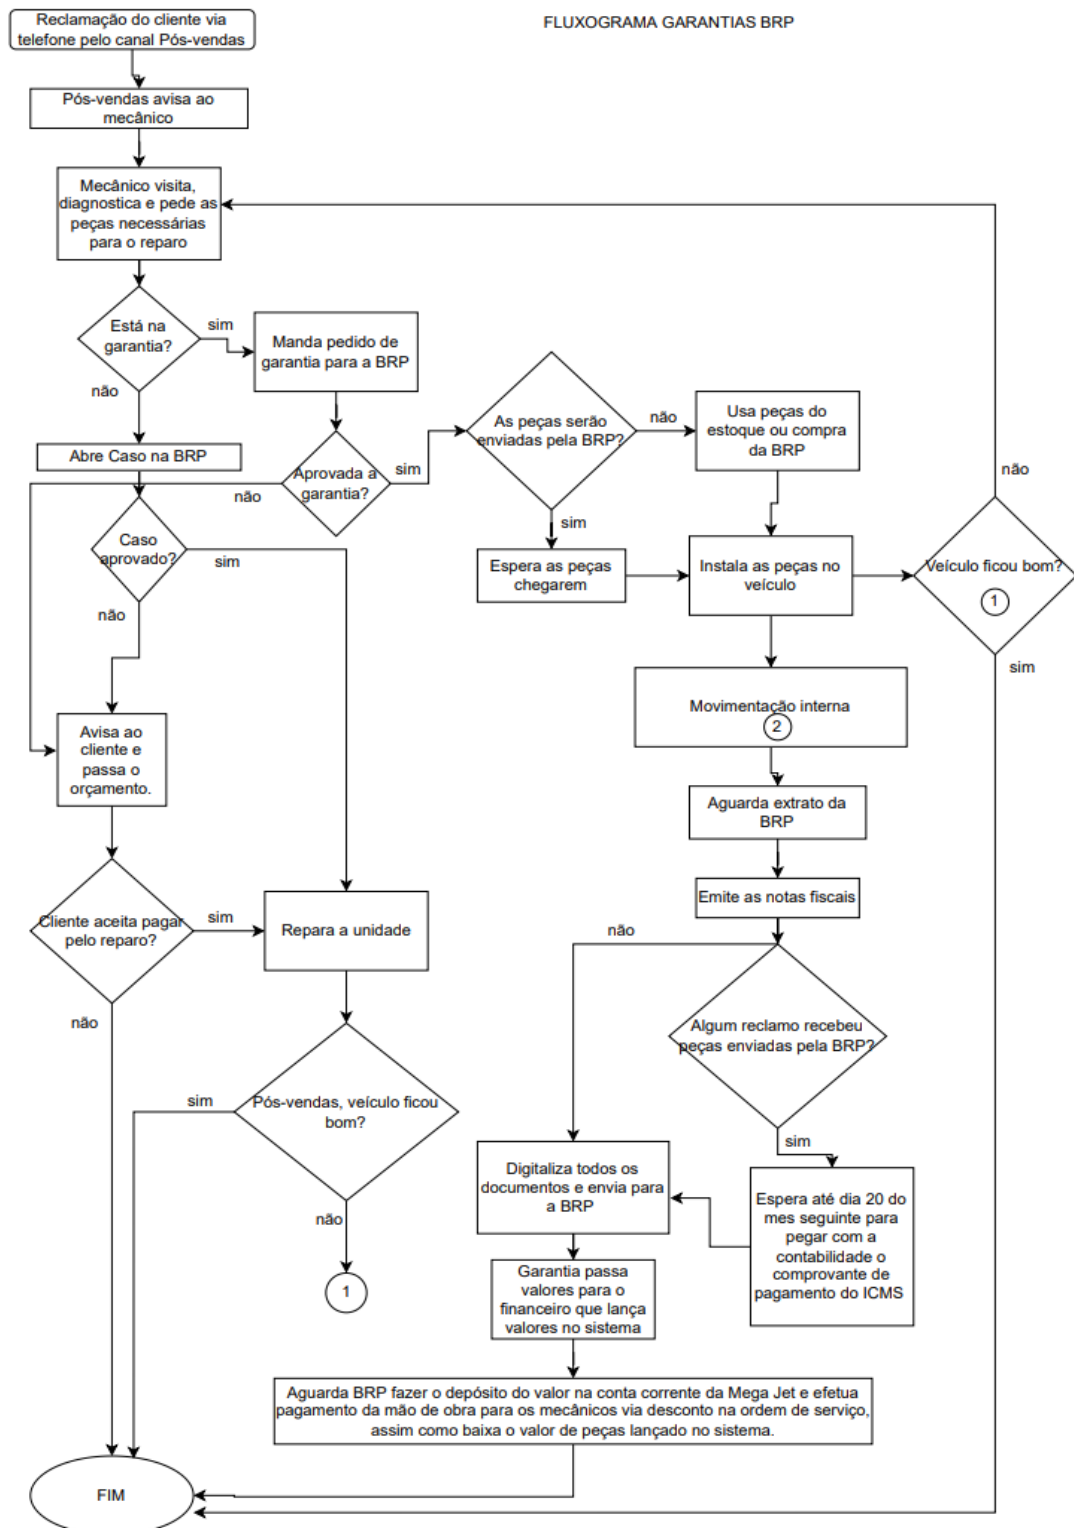 FLUXOGRAMA GARANTIAS BRP
Reclamação do cliente via
telefone pelo canal Pós-vendas
Pós-vendas avisa ao
mecânico
Mecânico visita,
diagnostica e pede as
peças necessárias
para o reparo
Está na
garantia?
sim
não
Manda pedido de
garantia para a BRP
Aprovada a
garantia?
sim
não
Abre Caso na BRP
Caso
aprovado?
sim
não
As peças serão
enviadas pela BRP?
não
sim
Usa peças do
estoque ou compra
da BRP
Espera as peças
chegarem
Instala as peças no
veículo
Veículo ficou bom?
1
não
sim
Movimentação interna
2
Avisa ao
cliente e
passa o
orçamento.
Aguarda extrato da
BRP
Emite as notas fiscais
Cliente aceita pagar
pelo reparo?
sim
não
Repara a unidade
não
Algum reclamo recebeu
peças enviadas pela BRP?
sim
Pós-vendas, veículo ficou
bom?
sim
não
1
Digitaliza todos os
documentos e envia para
a BRP
Espera até dia 20 do
mes seguinte para
pegar com a
contabilidade o
comprovante de
pagamento do ICMS
Garantia passa
valores para o
financeiro que lança
valores no sistema
Aguarda BRP fazer o depósito do valor na conta corrente da Mega Jet e efetua
pagamento da mão de obra para os mecânicos via desconto na ordem de serviço,
assim como baixa o valor de peças lançado no sistema.
FIM